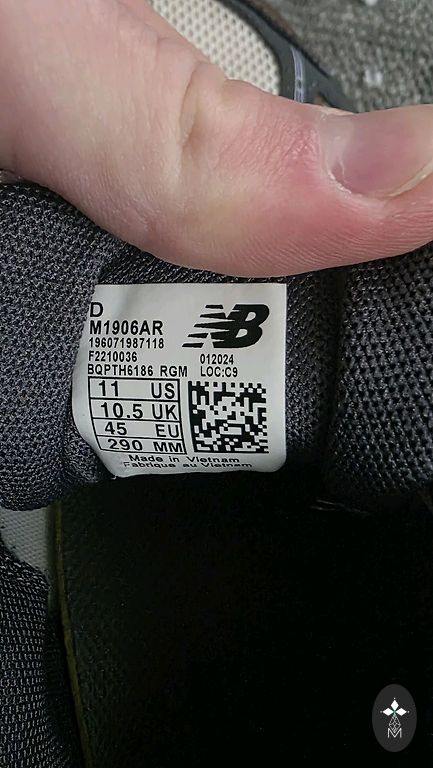 D
M1906AR
196071987118
F2210036
BQPTH6186 RGM
NB
012024
LOC:C9
11 US
10.5 UK
45 EU
290 MM
Made in Vietnam
Fabriqué au Vietnam
M